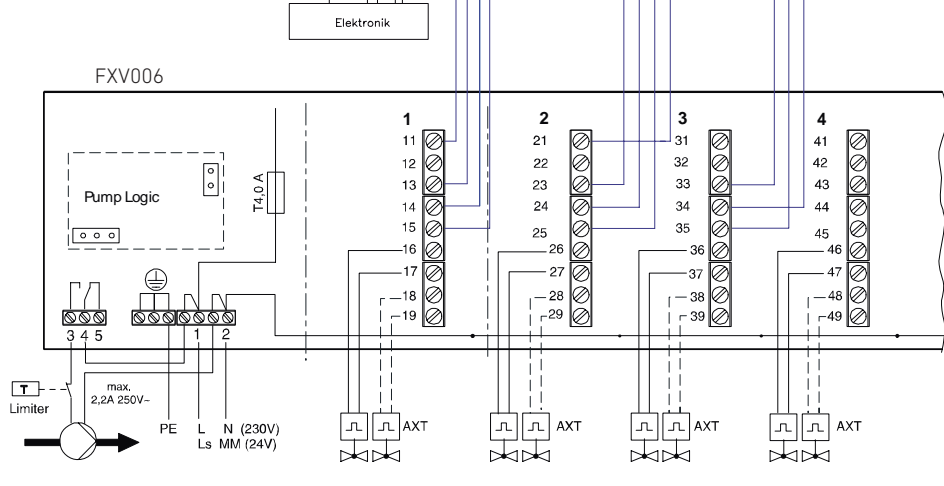 Elektronik
FXV006
1 2 3 4
11 21 31 41
12 22 32 42
13 23 33 43
14 24 34 44
15 25 35 45
16 26 36 46
17 27 37 47
18 28 38 48
19 29 39 49
Pump Logic
T4,0 A
3 4 5 1 2
T
Limiter
max.
2,2A 250V~
PE L N (230V)
Ls MM (24V)
AXT AXT AXT AXT